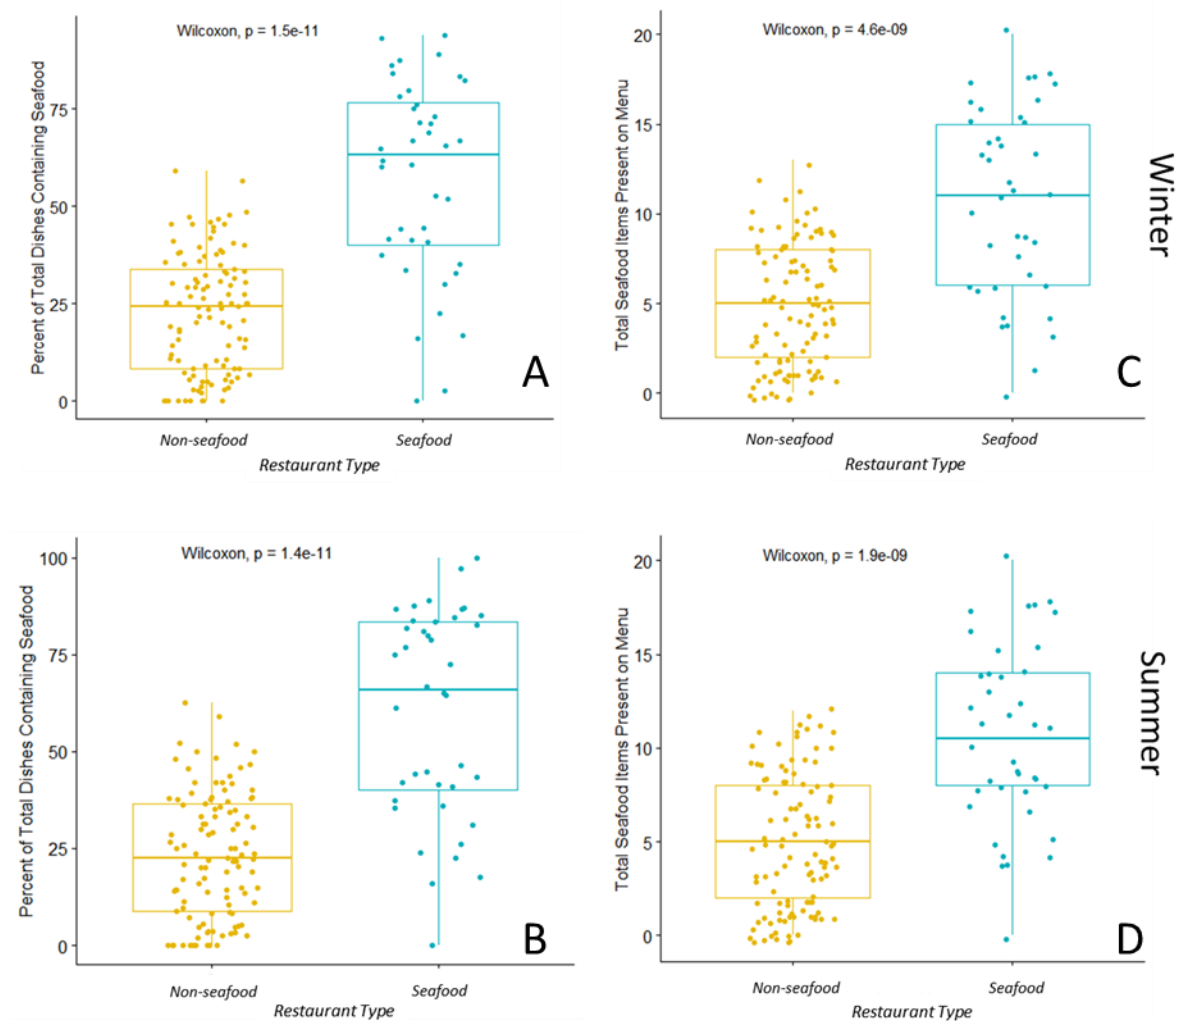 Wilcoxon, p = 1.5e-11
Percent of Total Dishes Containing Seafood
75
50
25
0
A
Non-seafood
Seafood
Restaurant Type
Wilcoxon, p = 4.6e-09
Total Seafood Items Present on Menu
20
15
10
5
0
C
Non-seafood
Seafood
Restaurant Type
Winter
Wilcoxon, p = 1.4e-11
Percent of Total Dishes Containing Seafood
100
75
50
25
0
B
Non-seafood
Seafood
Restaurant Type
Wilcoxon, p = 1.9e-09
Total Seafood Items Present on Menu
20
15
10
5
0
D
Non-seafood
Seafood
Restaurant Type
Summer